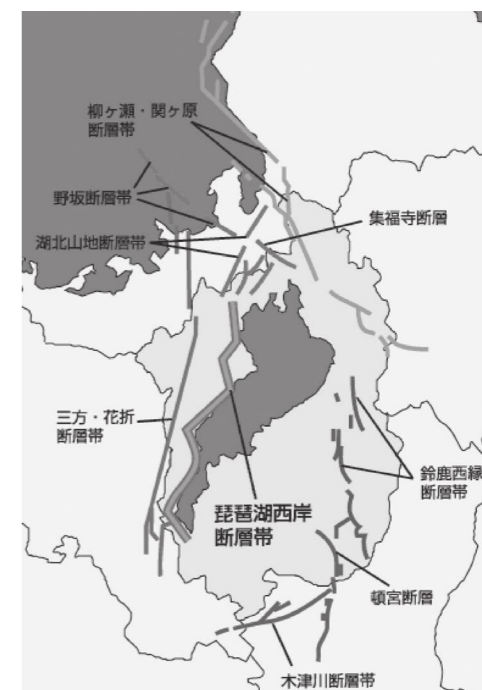 柳ヶ瀬・関ヶ原
断層帯
野坂断層帯
集福寺断層
湖北山地断層帯
三方・花折
断層帯
鈴鹿西縁
断層帯
琵琶湖西岸
断層帯
頓宮断層
木津川断層帯